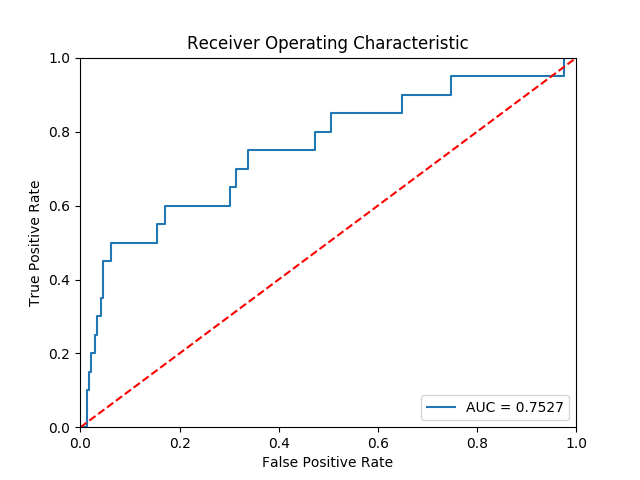 Receiver Operating Characteristic
True Positive Rate
1.0
0.8
0.6
0.4
0.2
0.0
AUC = 0.7527
0.0 0.2 0.4 0.6 0.8 1.0
False Positive Rate